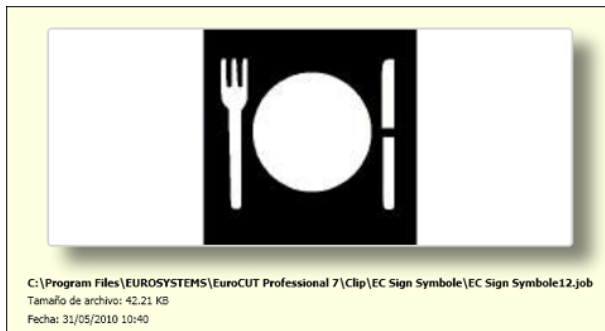 C:\Program Files\EUROSYSTEMS\EuroCUT Professional 7\Clip\EC Sign Symbole\EC Sign Symbole12.job
Tamaño de archivo: 42.21 KB
Fecha: 31/05/2010 10:40